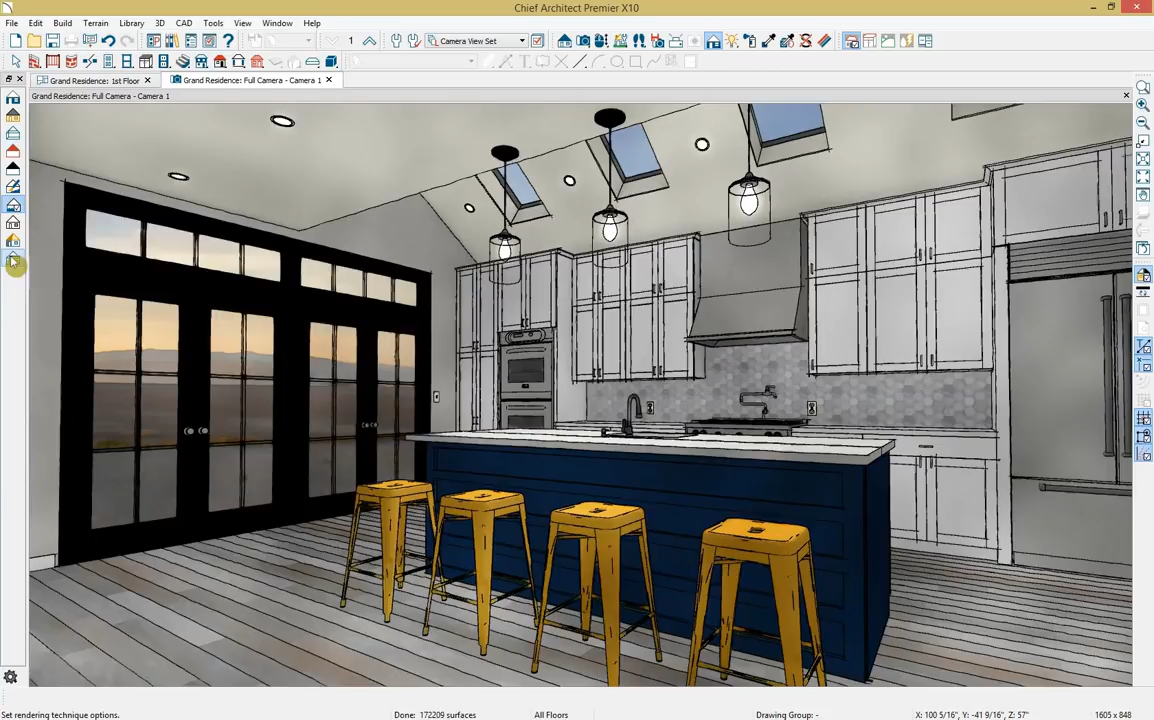 Chief Architect Premier X10
File Edit Build Terrain Library 3D CAD Tools View Window Help
1 Camera View Set
Grand Residence: 1st Floor Grand Residence: Full Camera - Camera 1
Grand Residence: Full Camera - Camera 1
Set rendering technique options. Done: 172209 surfaces All Floors Drawing Group: - X: 100 5/16", Y: -41 9/16", Z: 57" 1605 x 848